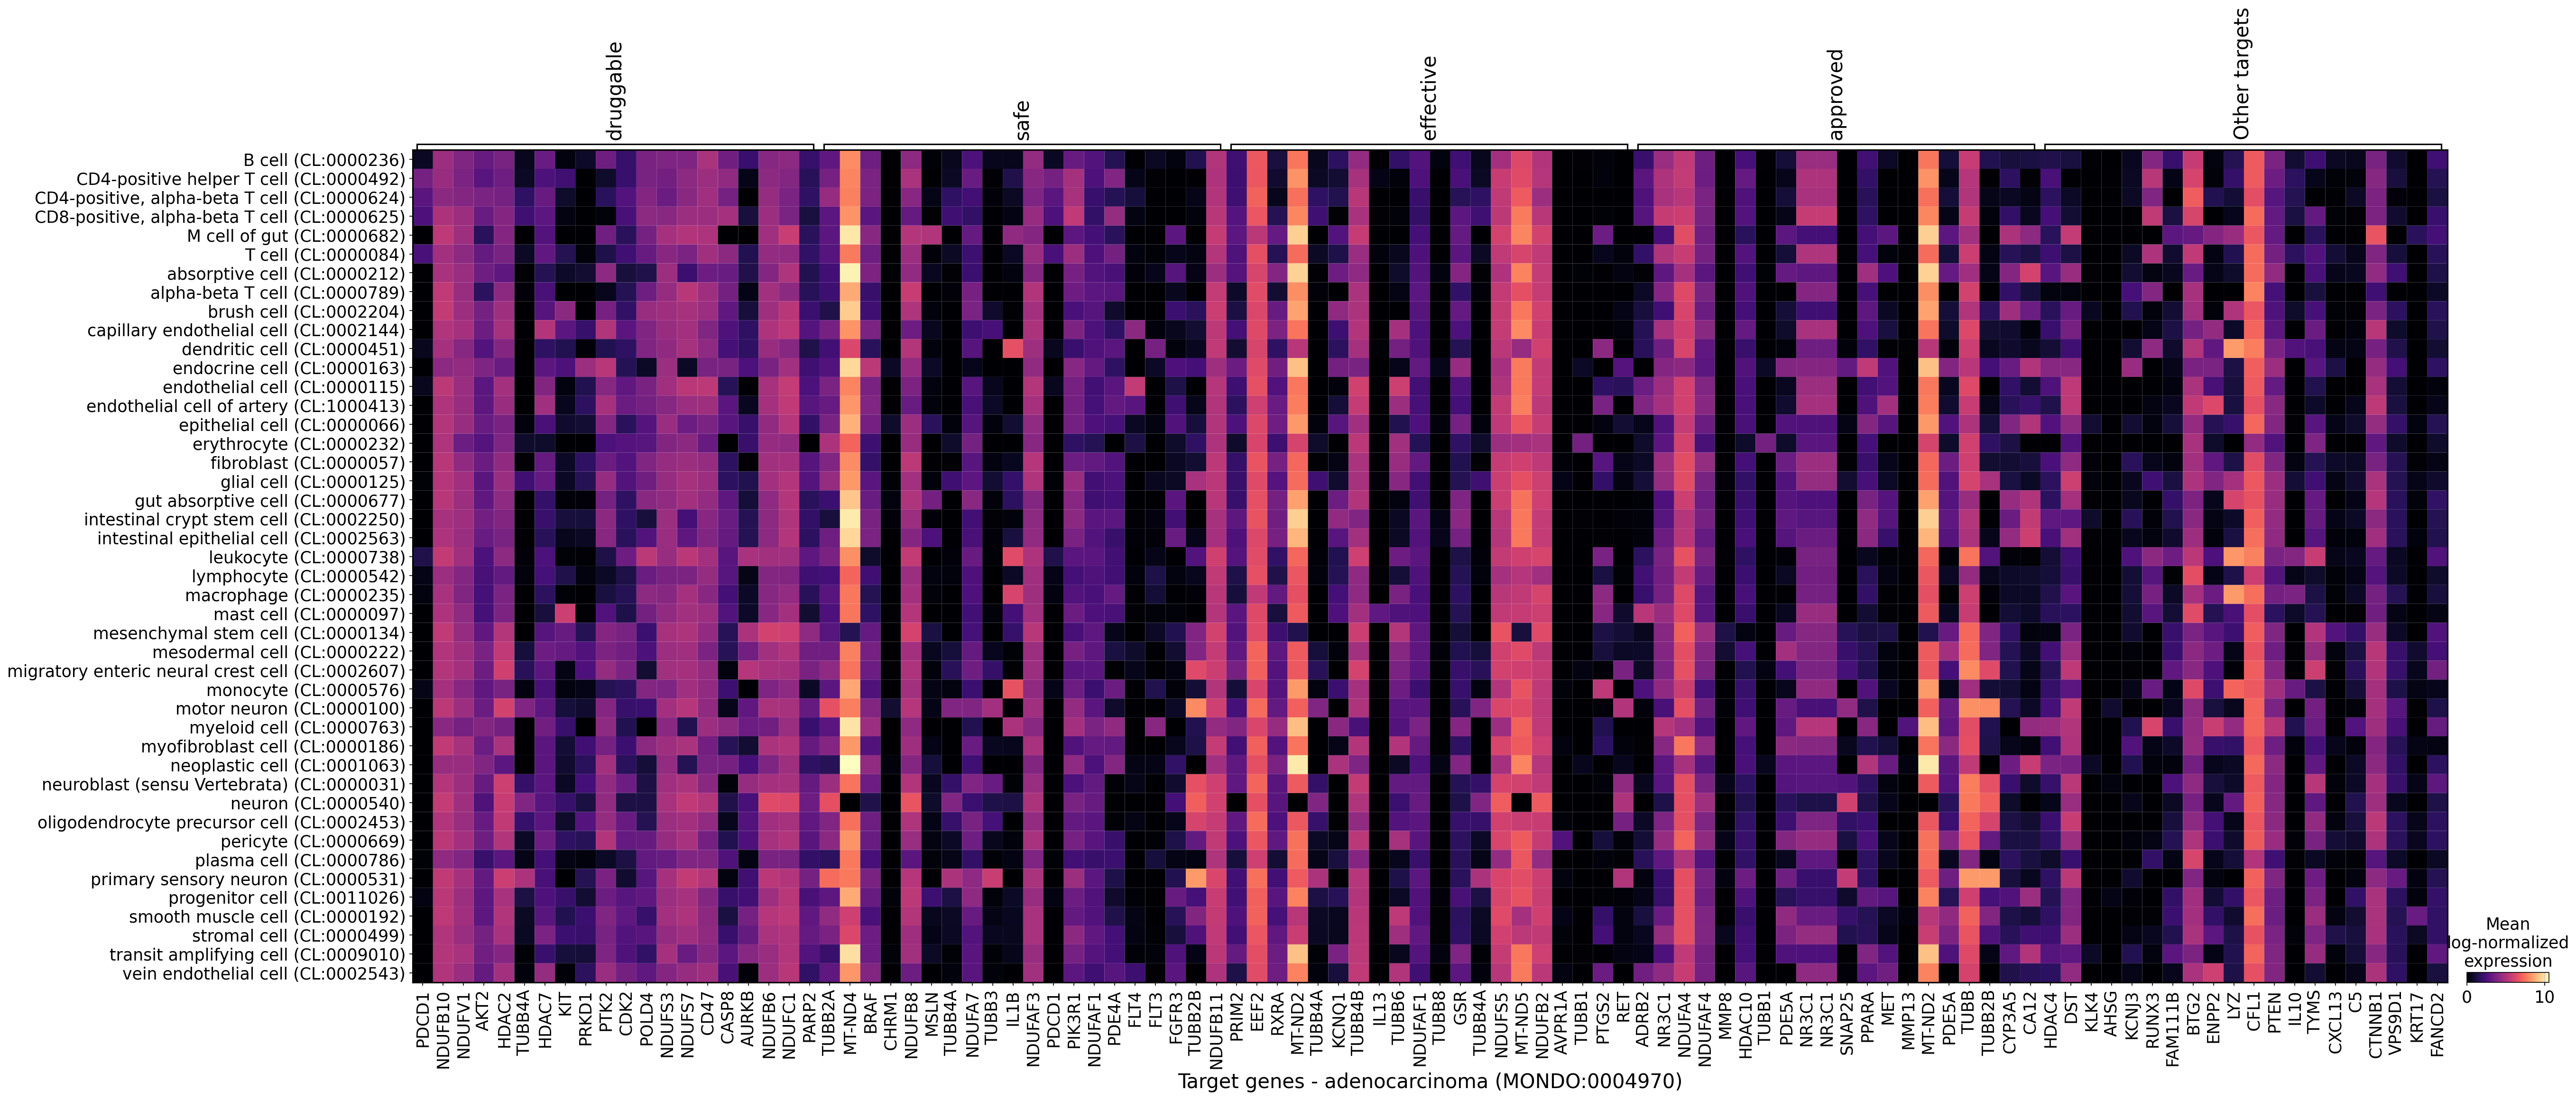 druggable
safe
effective
approved
Other targets
B cell (CL:0000236)
CD4-positive helper T cell (CL:0000492)
CD4-positive, alpha-beta T cell (CL:0000624)
CD8-positive, alpha-beta T cell (CL:0000625)
M cell of gut (CL:0000682)
T cell (CL:0000084)
absorptive cell (CL:0000212)
alpha-beta T cell (CL:0000789)
brush cell (CL:0002204)
capillary endothelial cell (CL:0002144)
dendritic cell (CL:0000451)
endocrine cell (CL:0000163)
endothelial cell (CL:0000115)
endothelial cell of artery (CL:1000413)
epithelial cell (CL:0000066)
erythrocyte (CL:0000232)
fibroblast (CL:0000057)
glial cell (CL:0000125)
gut absorptive cell (CL:0000677)
intestinal crypt stem cell (CL:0002250)
intestinal epithelial cell (CL:0002563)
leukocyte (CL:0000738)
lymphocyte (CL:0000542)
macrophage (CL:0000235)
mast cell (CL:0000097)
mesenchymal stem cell (CL:0000134)
mesodermal cell (CL:0000222)
migratory enteric neural crest cell (CL:0002607)
monocyte (CL:0000576)
motor neuron (CL:0000100)
myeloid cell (CL:0000763)
myofibroblast cell (CL:0000186)
neoplastic cell (CL:0001063)
neuroblast (sensu Vertebrata) (CL:0000031)
neuron (CL:0000540)
oligodendrocyte precursor cell (CL:0002453)
pericyte (CL:0000669)
plasma cell (CL:0000786)
primary sensory neuron (CL:0000531)
progenitor cell (CL:0011026)
smooth muscle cell (CL:0000192)
stromal cell (CL:0000499)
transit amplifying cell (CL:0009010)
vein endothelial cell (CL:0002543)
PDCD1
NDUFB10
NDUFV1
AKT2
HDAC2
TUBB4A
HDAC7
KIT
PRKD1
PTK2
CDK2
POLD4
NDUFS3
NDUFS7
CD47
CASP8
AURKB
NDUFB6
NDUFC1
PARP2
TUBB2A
MT-ND4
BRAF
CHRM1
NDUFB8
MSLN
TUBB4A
NDUFA7
TUBB3
IL1B
NDUFAF3
PDCD1
PIK3R1
NDUFAF1
PDE4A
FLT4
FLT3
FGFR3
TUBB2B
NDUFB11
PRIM2
EEF2
RXRA
MT-ND2
TUBB4A
KCNQ1
TUBB4B
IL13
TUBB6
NDUFAF1
TUBB8
GSR
TUBB4A
NDUFS5
MT-ND5
NDUFB2
AVPR1A
TUBB1
PTGS2
RET
ADRB2
NR3C1
NDUFA4
NDUFAF4
MMP8
HDAC10
TUBB1
PDE5A
NR3C1
NR3C1
SNAP25
PPARA
MET
MMP13
MT-ND2
PDE5A
TUBB
TUBB2B
CYP3A5
CA12
HDAC4
DST
KLK4
AHSG
KCNJ3
RUNX3
FAM111B
BTG2
ENPP2
LYZ
CFL1
PTEN
IL10
TYMS
CXCL13
C5
CTNNB1
VPS9D1
KRT17
FANCD2
Target genes - adenocarcinoma (MONDO:0004970)
Mean
log-normalized
expression
0 10